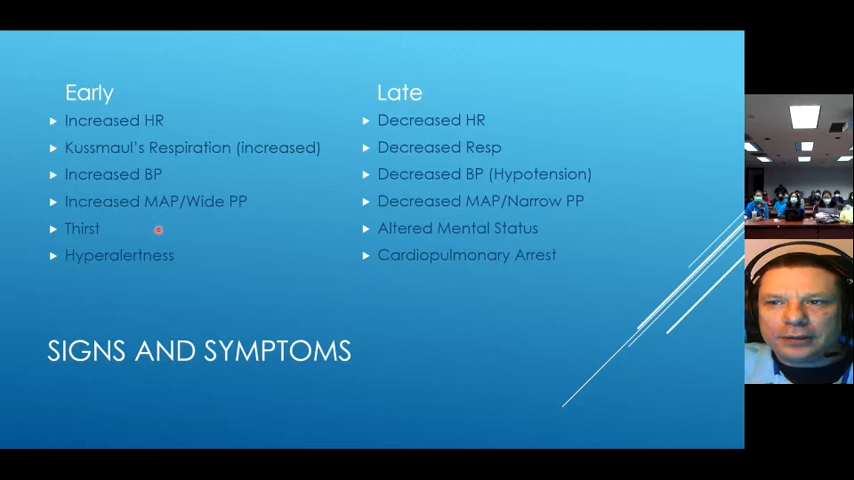 Early
Increased HR
Kussmaul's Respiration (increased)
Increased BP
Increased MAP/Wide PP
Thirst
Hyperalertness
Late
Decreased HR
Decreased Resp
Decreased BP (Hypotention)
Decreased MAP/Narrow PP
Altered Mental Status
Cardiopulmonary Arrest
SIGNS AND SYMPTOMS